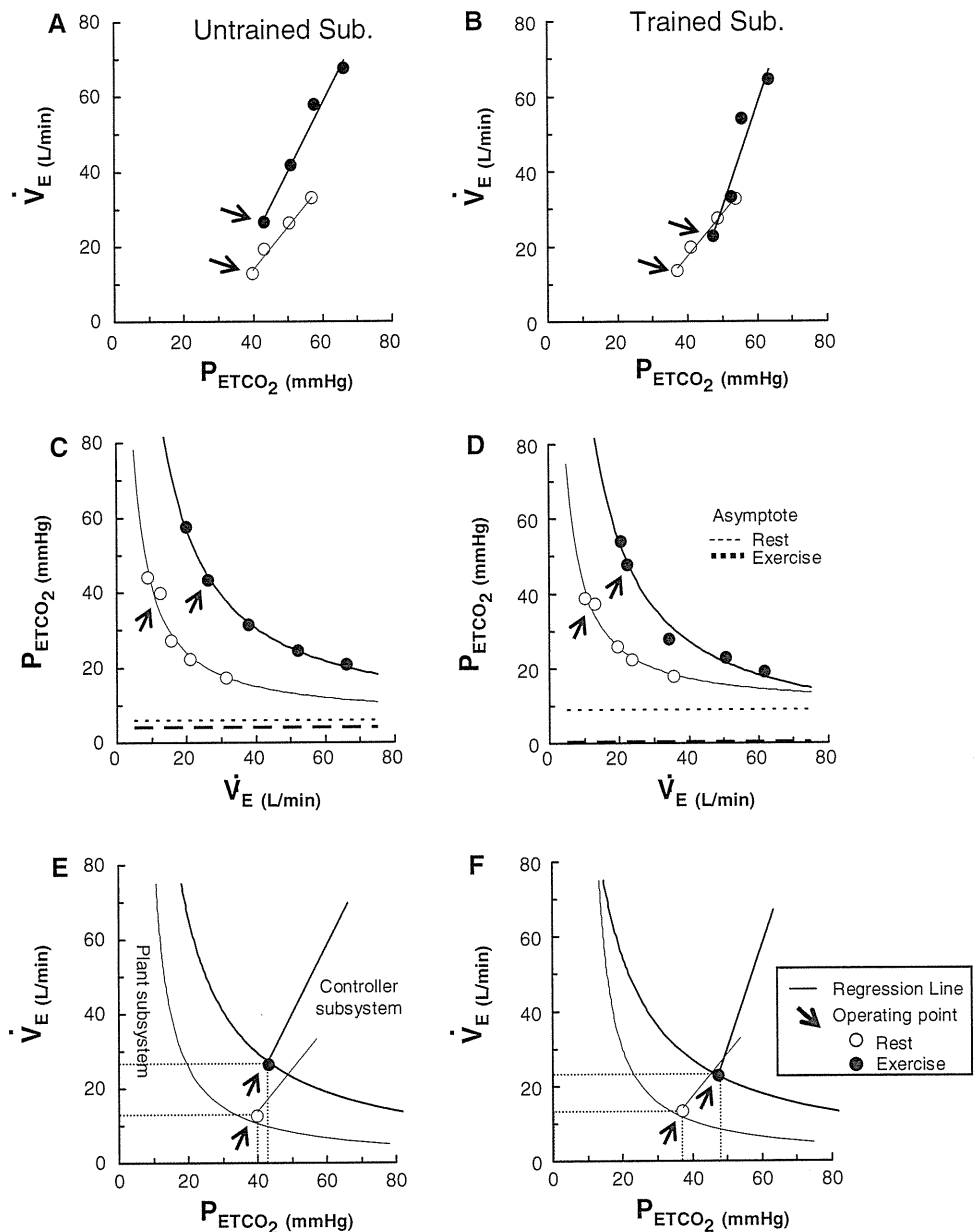 A Untrained Sub.
80
60
40
20
0
V̇E (L/min)
0 20 40 60 80
PETCO2 (mmHg)
B Trained Sub.
80
60
40
20
0
V̇E (L/min)
0 20 40 60 80
PETCO2 (mmHg)
C
80
60
40
20
0
PETCO2 (mmHg)
0 20 40 60 80
V̇E (L/min)
D
80
60
40
20
0
PETCO2 (mmHg)
Asymptote
Rest
Exercise
0 20 40 60 80
V̇E (L/min)
E
80
60
40
20
0
V̇E (L/min)
Plant subsystem
Controller
subsystem
0 20 40 60 80
PETCO2 (mmHg)
F
80
60
40
20
0
V̇E (L/min)
0 20 40 60 80
PETCO2 (mmHg)
Regression Line
Operating point
Rest
Exercise